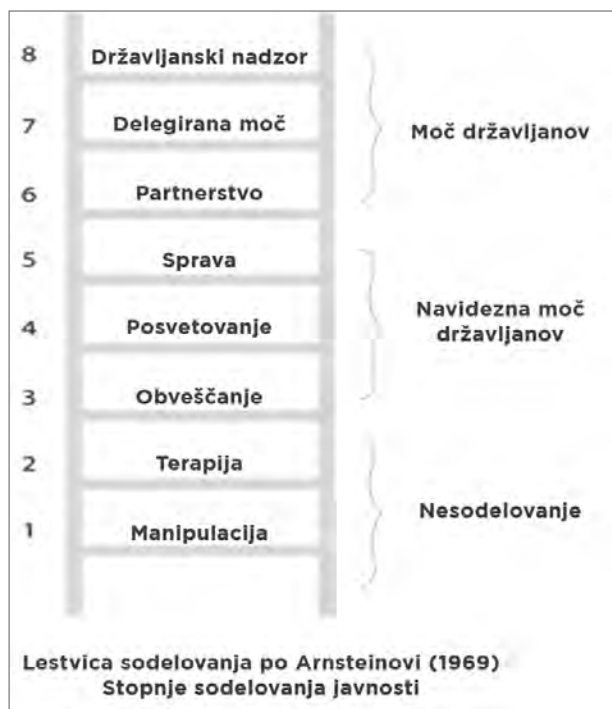 8 Državljanski nadzor
7 Delegirana moč
Moč državljanov
6 Partnerstvo
5 Sprava
Navidezna moč
državljanov
4 Posvetovanje
3 Obveščanje
2 Terapija
Nesodelovanje
1 Manipulacija
Lestvica sodelovanja po Arnsteinovi (1969)
Stopnje sodelovanja javnosti